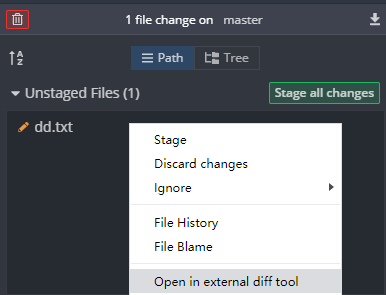 1 file change on master
A
Z
Path
Tree
Unstaged Files (1)
Stage all changes
dd.txt
Stage
Discard changes
Ignore
File History
File Blame
Open in external diff tool